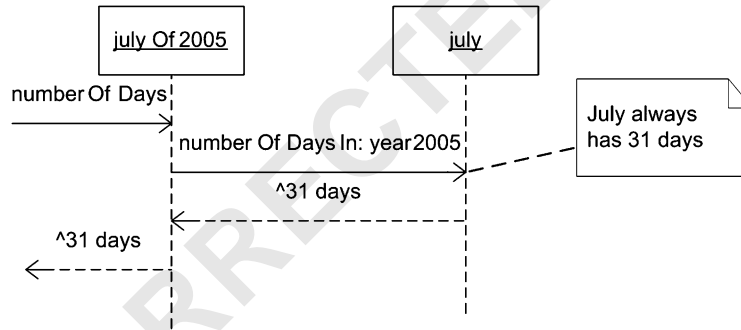 july Of 2005
july
number Of Days
July always
has 31 days
number Of Days In: year2005
^31 days
^31 days
RRECTE